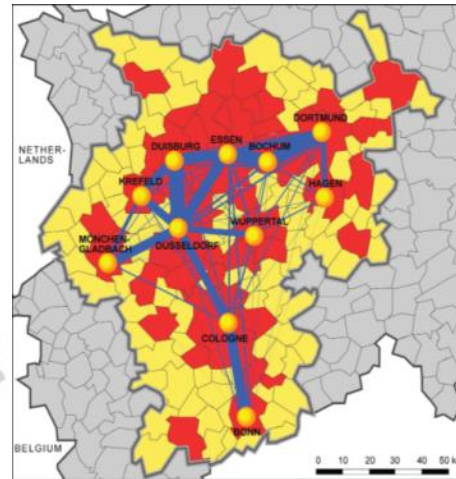 DORTMUND
ESSEN
DUISBURG
BOCHUM
NETHER-
LANDS
KREFELD
HAGEN
WUPPERTAL
MÖNCHEN-
GLADBACH
DÜSSELDORF
COLOGNE
BONN
BELGIUM
0 10 20 30 40 50 k